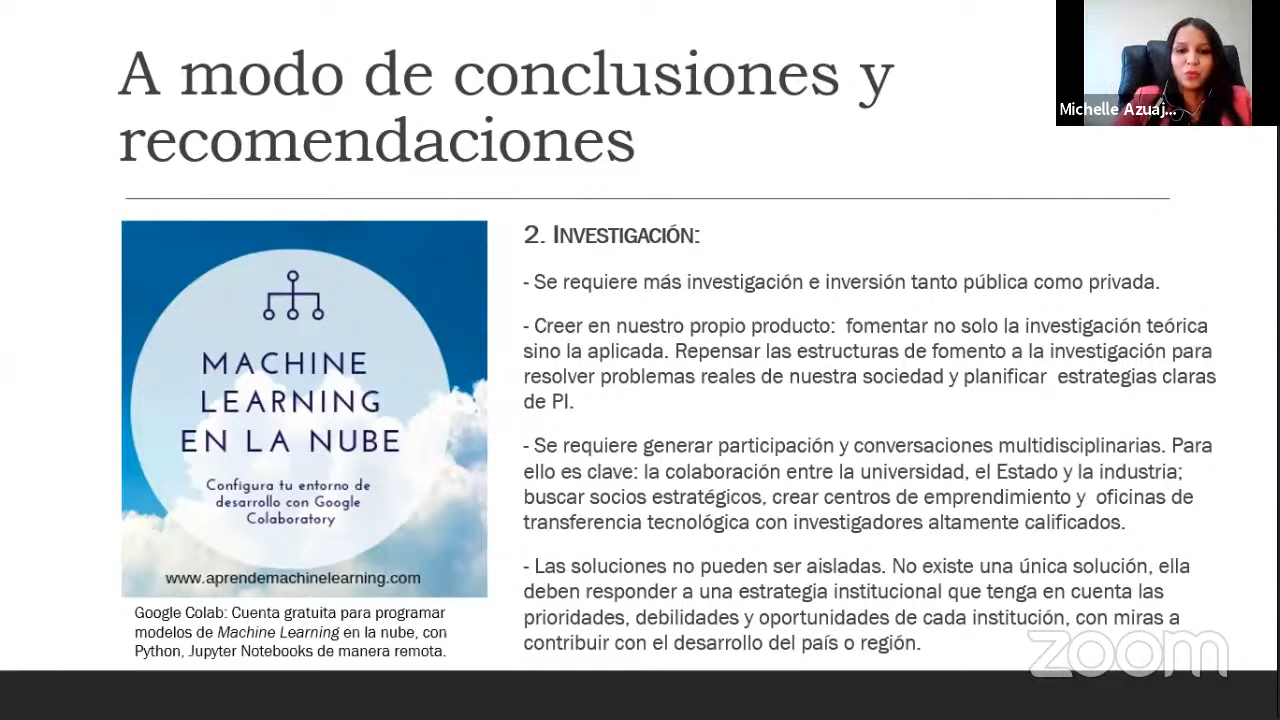 A modo de conclusiones y
recomendaciones
Michelle Azuaj...
MACHINE
LEARNING
EN LA NUBE
Configura tu entorno de
desarrollo con Google
Colaboratory
www.aprendemachinelearning.com
Google Colab: Cuenta gratuita para programar
modelos de Machine Learning en la nube, con
Python, Jupyter Notebooks de manera remota.
2. INVESTIGACIÓN:
- Se requiere más investigación e inversión tanto pública como privada.
- Creer en nuestro propio producto: fomentar no solo la investigación teórica
sino la aplicada. Repensar las estructuras de fomento a la investigación para
resolver problemas reales de nuestra sociedad y planificar estrategias claras
de PI.
- Se requiere generar participación y conversaciones multidisciplinarias. Para
ello es clave: la colaboración entre la universidad, el Estado y la industria;
buscar socios estratégicos, crear centros de emprendimiento y oficinas de
transferencia tecnológica con investigadores altamente calificados.
- Las soluciones no pueden ser aisladas. No existe una única solución, ella
deben responder a una estrategia institucional que tenga en cuenta las
prioridades, debilidades y oportunidades de cada institución, con miras a
contribuir con el desarrollo del país o región.
zoom